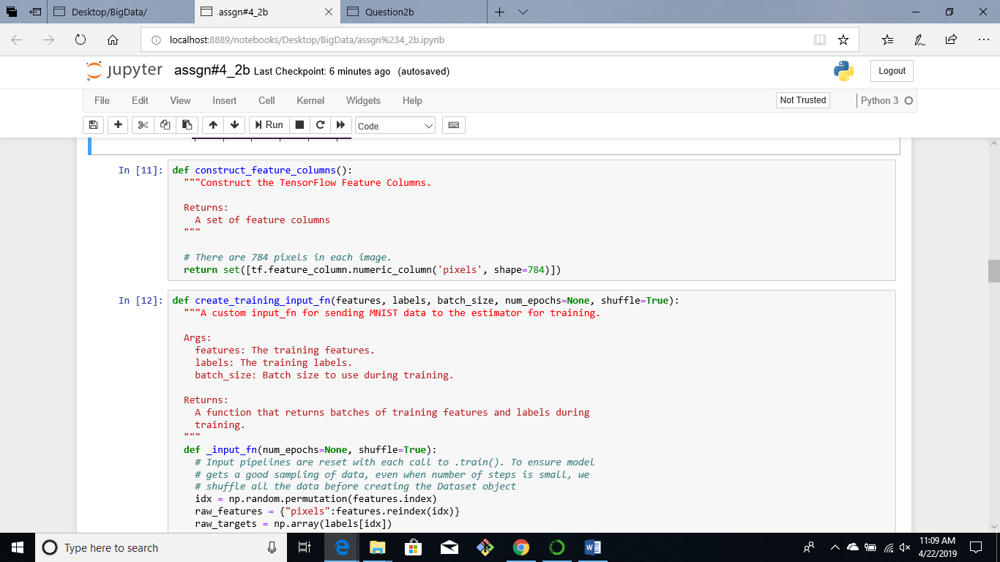 Desktop/BigData/
assgn#4_2b
Question2b
localhost:8889/notebooks/Desktop/BigData/assgn%234_2b.ipynb
jupyter assgn#4_2b Last Checkpoint: 6 minutes ago (autosaved)
Logout
File Edit View Insert Cell Kernel Widgets Help
Not Trusted
Python 3
Run
Code
In [11]: def construct_feature_columns():
  """Construct the TensorFlow Feature Columns.

  Returns:
    A set of feature columns
  """

  # There are 784 pixels in each image.
  return set([tf.feature_column.numeric_column('pixels', shape=784)])
In [12]: def create_training_input_fn(features, labels, batch_size, num_epochs=None, shuffle=True):
  """A custom input_fn for sending MNIST data to the estimator for training.

  Args:
    features: The training features.
    labels: The training labels.
    batch_size: Batch size to use during training.

  Returns:
    A function that returns batches of training features and labels during
    training.
  """
  def _input_fn(num_epochs=None, shuffle=True):
    # Input pipelines are reset with each call to .train(). To ensure model
    # gets a good sampling of data, even when number of steps is small, we
    # shuffle all the data before creating the Dataset object
    idx = np.random.permutation(features.index)
    raw_features = {"pixels":features.reindex(idx)}
    raw_targets = np.array(labels[idx])
Type here to search
11:09 AM
4/22/2019